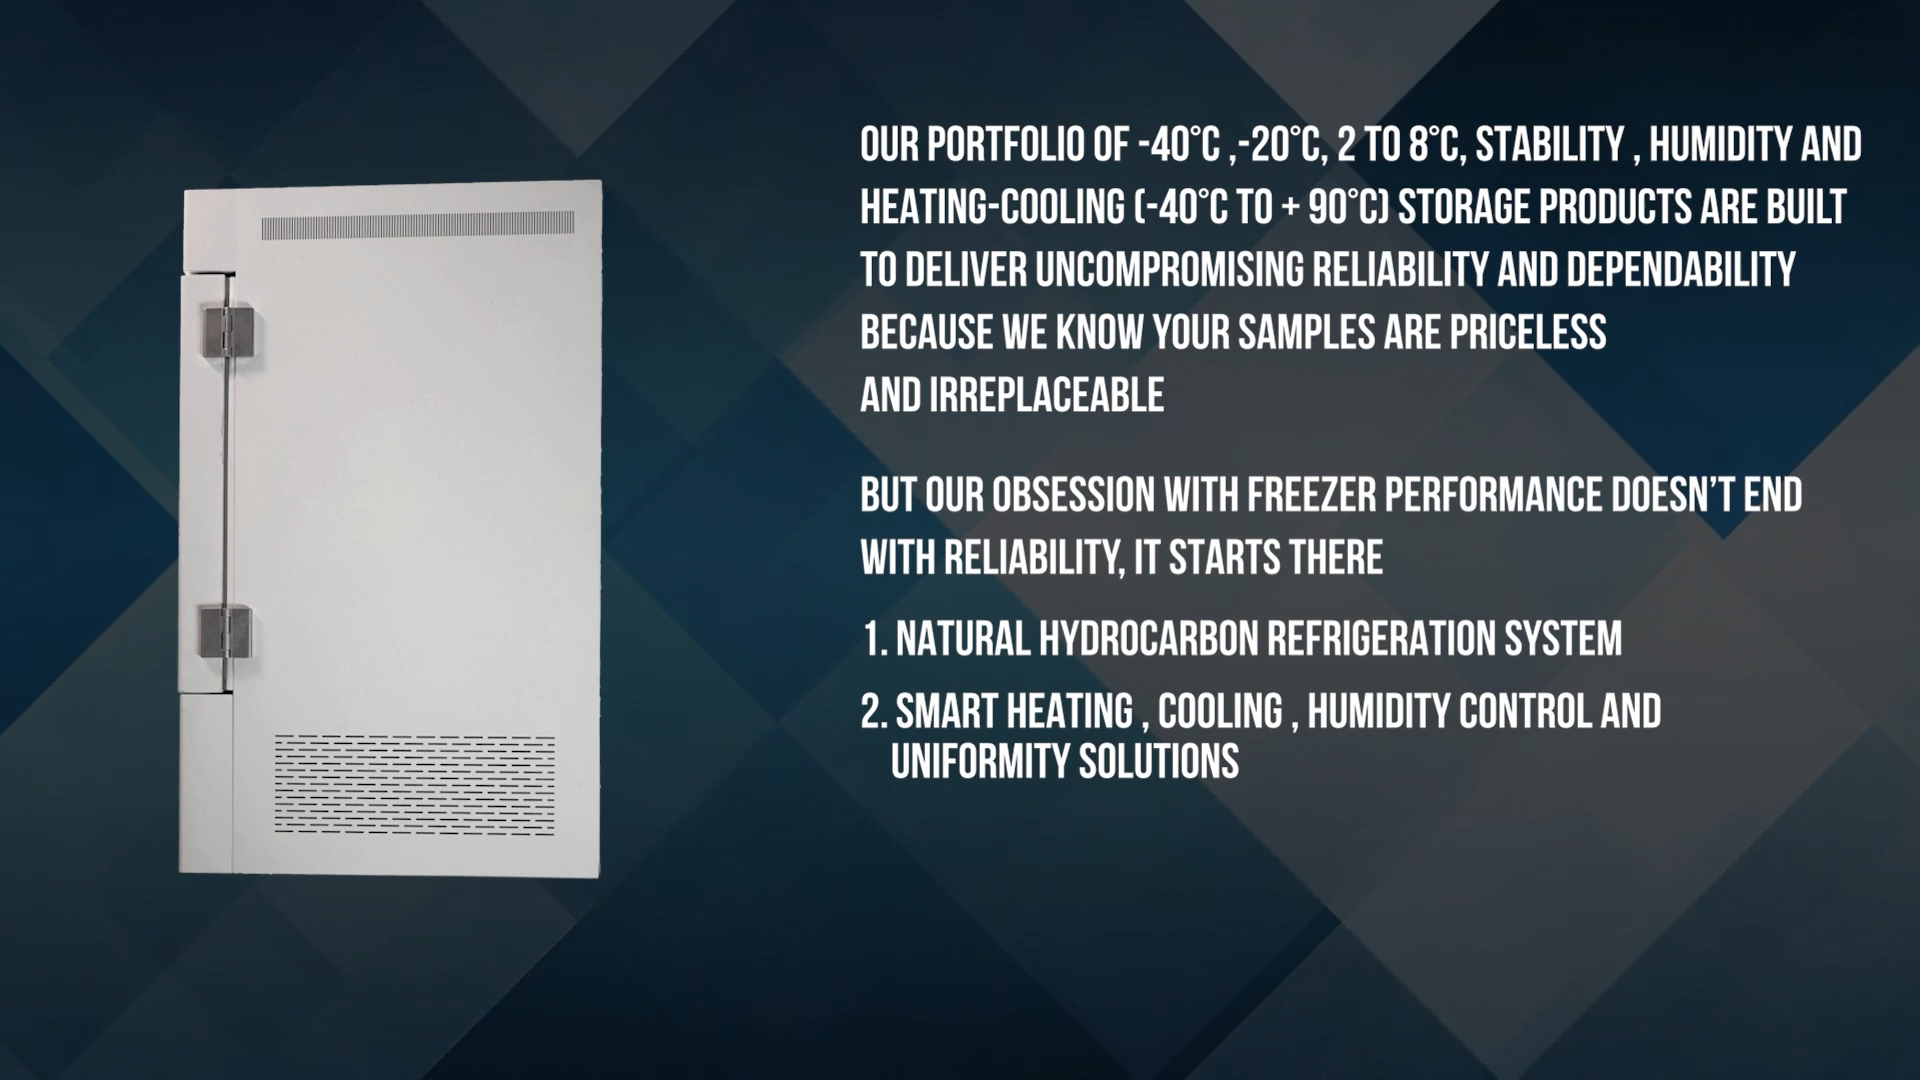 OUR PORTFOLIO OF -40°C ,-20°C, 2 TO 8°C, STABILITY , HUMIDITY AND
HEATING-COOLING (-40°C TO + 90°C) STORAGE PRODUCTS ARE BUILT
TO DELIVER UNCOMPROMISING RELIABILITY AND DEPENDABILITY
BECAUSE WE KNOW YOUR SAMPLES ARE PRICELESS
AND IRREPLACEABLE
BUT OUR OBSESSION WITH FREEZER PERFORMANCE DOESN’T END
WITH RELIABILITY, IT STARTS THERE
1. NATURAL HYDROCARBON REFRIGERATION SYSTEM
2. SMART HEATING , COOLING , HUMIDITY CONTROL AND
UNIFORMITY SOLUTIONS